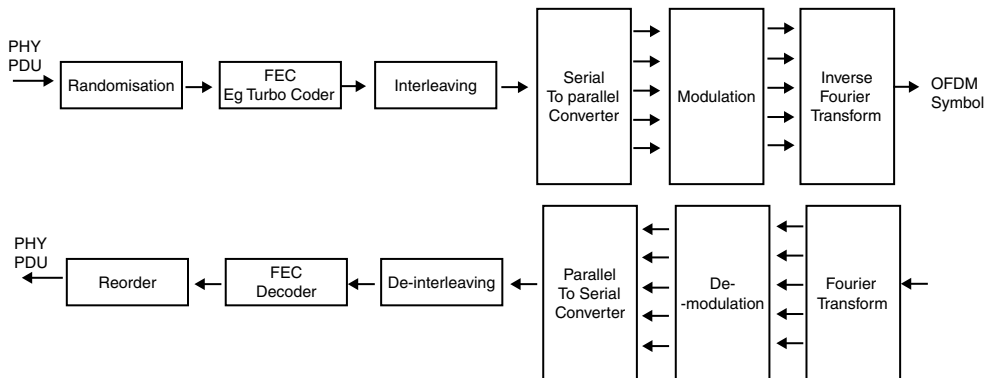 PHY
PDU
Randomisation
FEC
Eg Turbo Coder
Interleaving
Serial
To parallel
Converter
Modulation
Inverse
Fourier
Transform
OFDM
Symbol
PHY
PDU
Reorder
FEC
Decoder
De-interleaving
Parallel
To Serial
Converter
De-
-modulation
Fourier
Transform